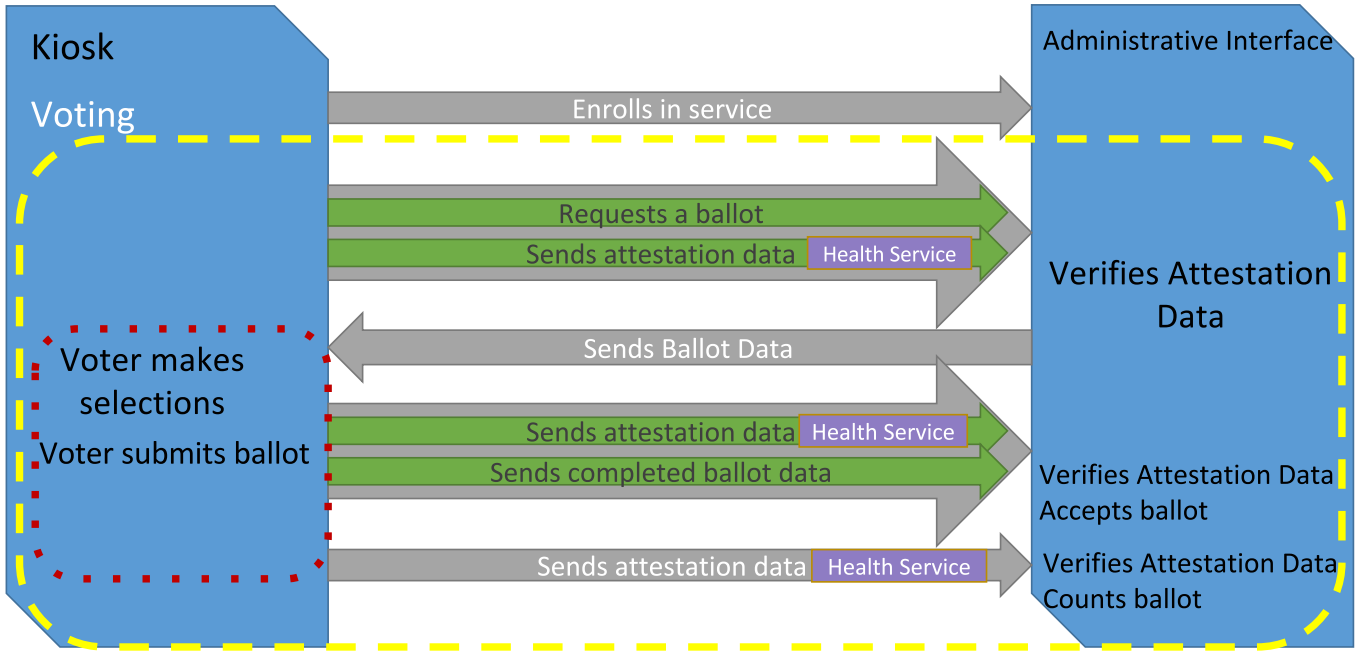 Kiosk
Administrative Interface
Voting
Enrolls in service
Requests a ballot
Sends attestation data
Health Service
Verifies Attestation
Data
Sends Ballot Data
Voter makes
selections
Voter submits ballot
Sends attestation data
Health Service
Sends completed ballot data
Verifies Attestation Data
Accepts ballot
Sends attestation data
Health Service
Verifies Attestation Data
Counts ballot